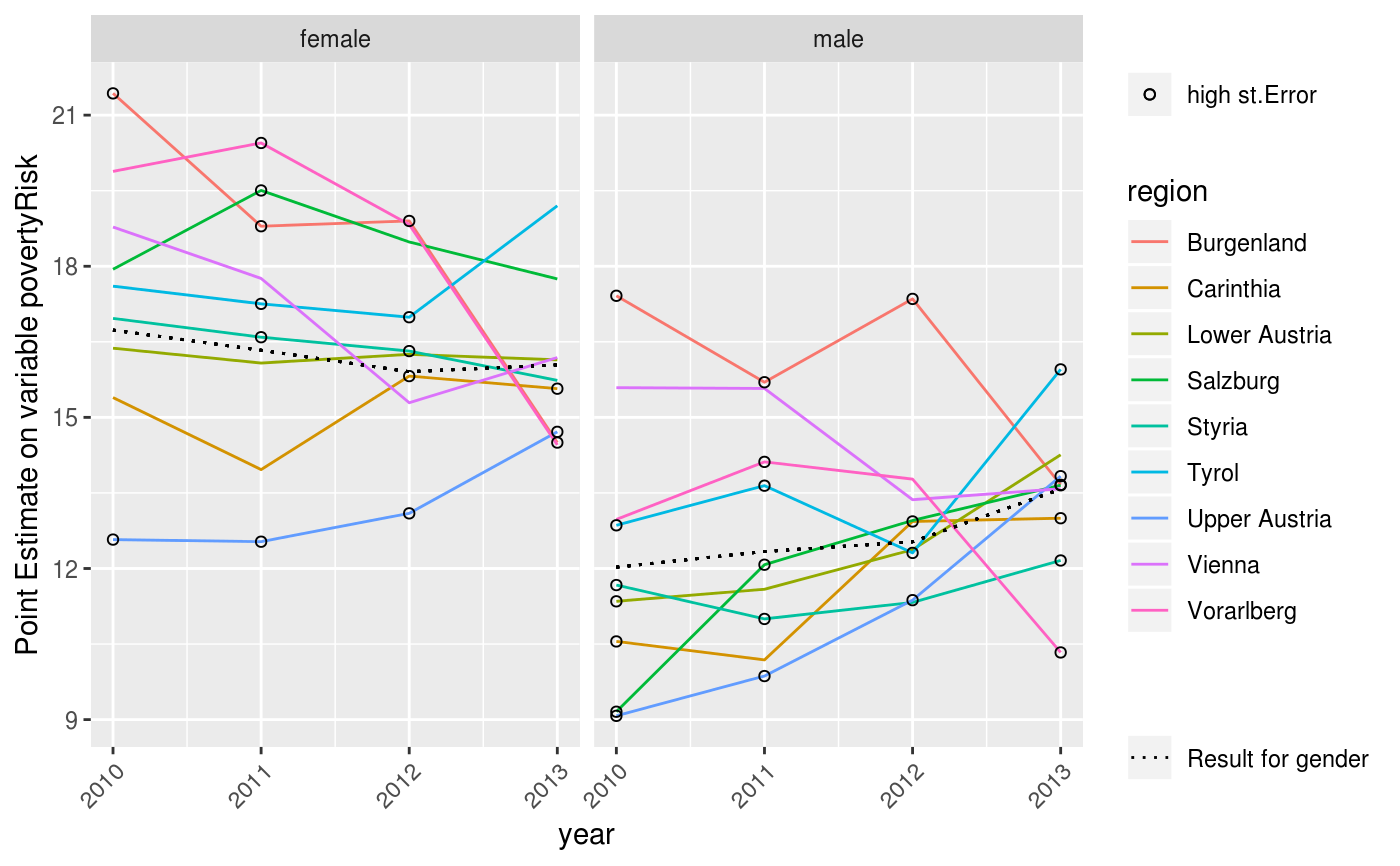 female
male
Point Estimate on variable povertyRisk
21
18
15
12
9
2010
2011
2012
2013
2010
2011
2012
2013
year
high st.Error
region
Burgenland
Carinthia
Lower Austria
Salzburg
Styria
Tyrol
Upper Austria
Vienna
Vorarlberg
Result for gender